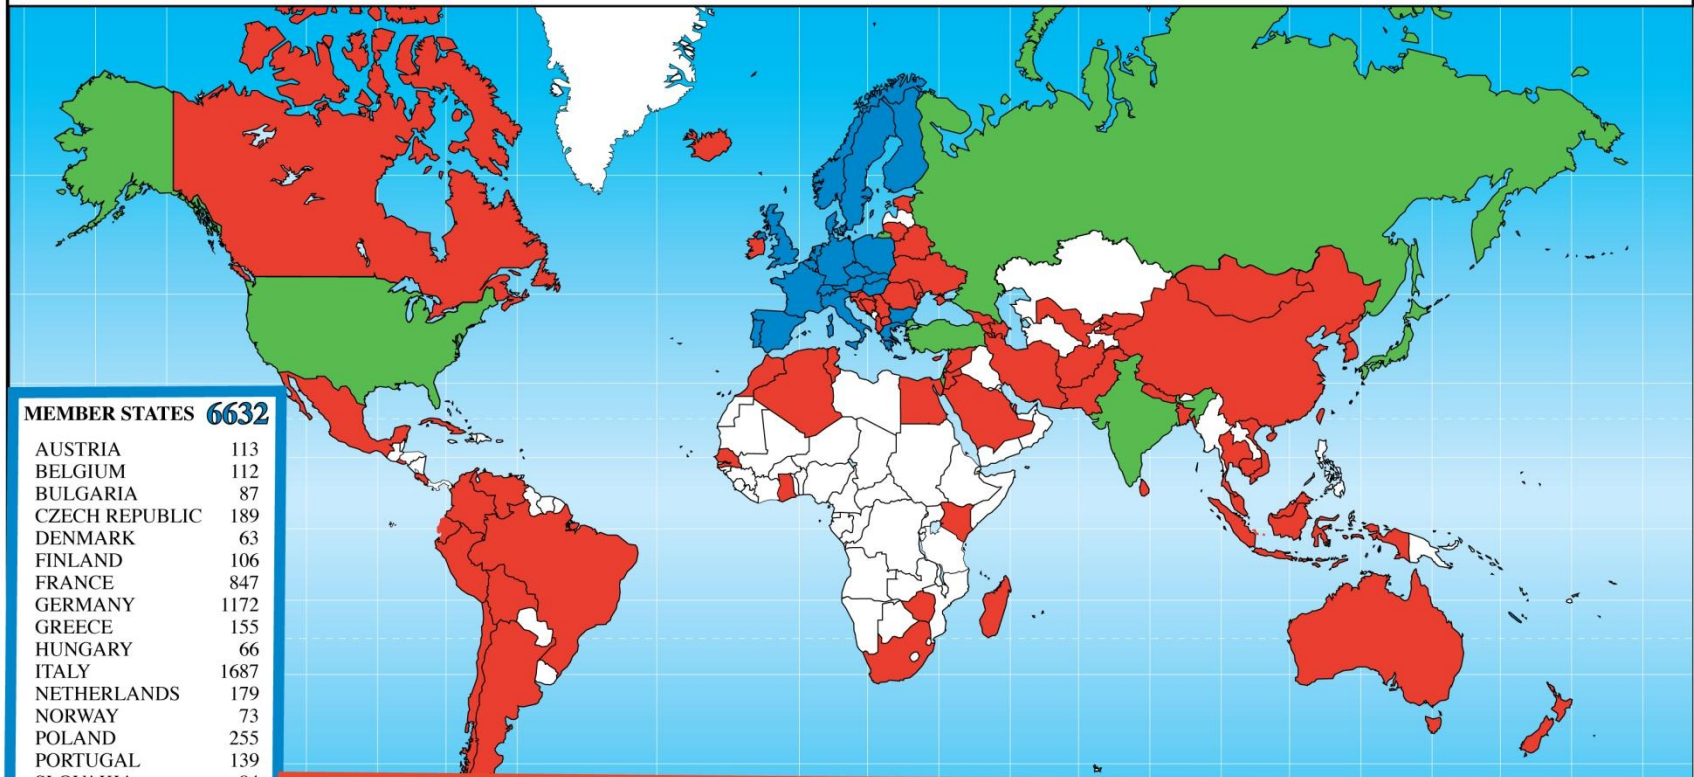 MEMBER STATES 6632
AUSTRIA 113
BELGIUM 112
BULGARIA 87
CZECH REPUBLIC 189
DENMARK 63
FINLAND 106
FRANCE 847
GERMANY 1172
GREECE 155
HUNGARY 66
ITALY 1687
NETHERLANDS 179
NORWAY 73
POLAND 255
PORTUGAL 139